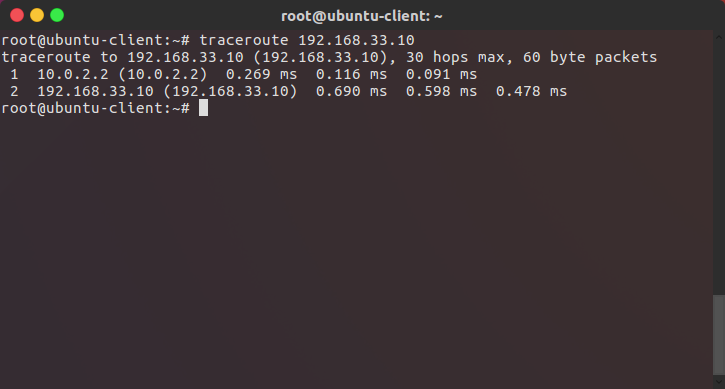 root@ubuntu-client: ~
root@ubuntu-client:~# traceroute 192.168.33.10
traceroute to 192.168.33.10 (192.168.33.10), 30 hops max, 60 byte packets
 1  10.0.2.2 (10.0.2.2)  0.269 ms  0.116 ms  0.091 ms
 2  192.168.33.10 (192.168.33.10)  0.690 ms  0.598 ms  0.478 ms
root@ubuntu-client:~#